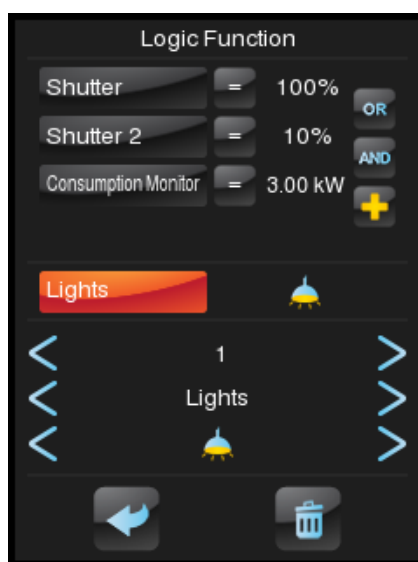 Logic Function
Shutter = 100%
OR
Shutter 2 = 10%
AND
Consumption Monitor = 3.00 kW
Lights
1
Lights